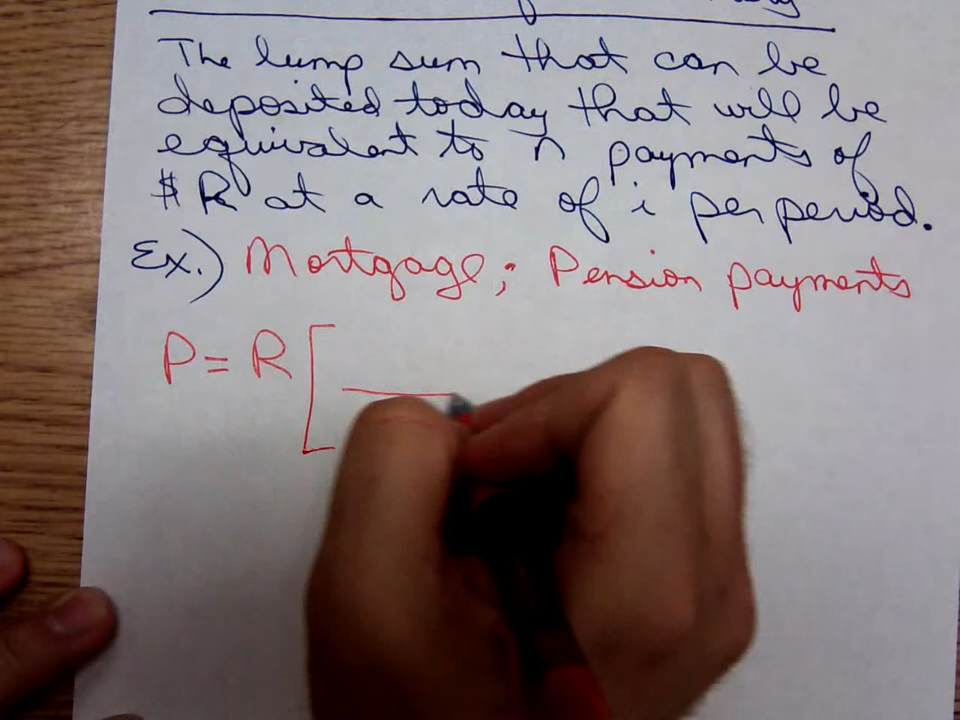 The lump sum that can be
deposited today that will be
equivalent to n payments of
$R at a rate of i per period.
Ex.) Mortgage; Pension payments
P = R [